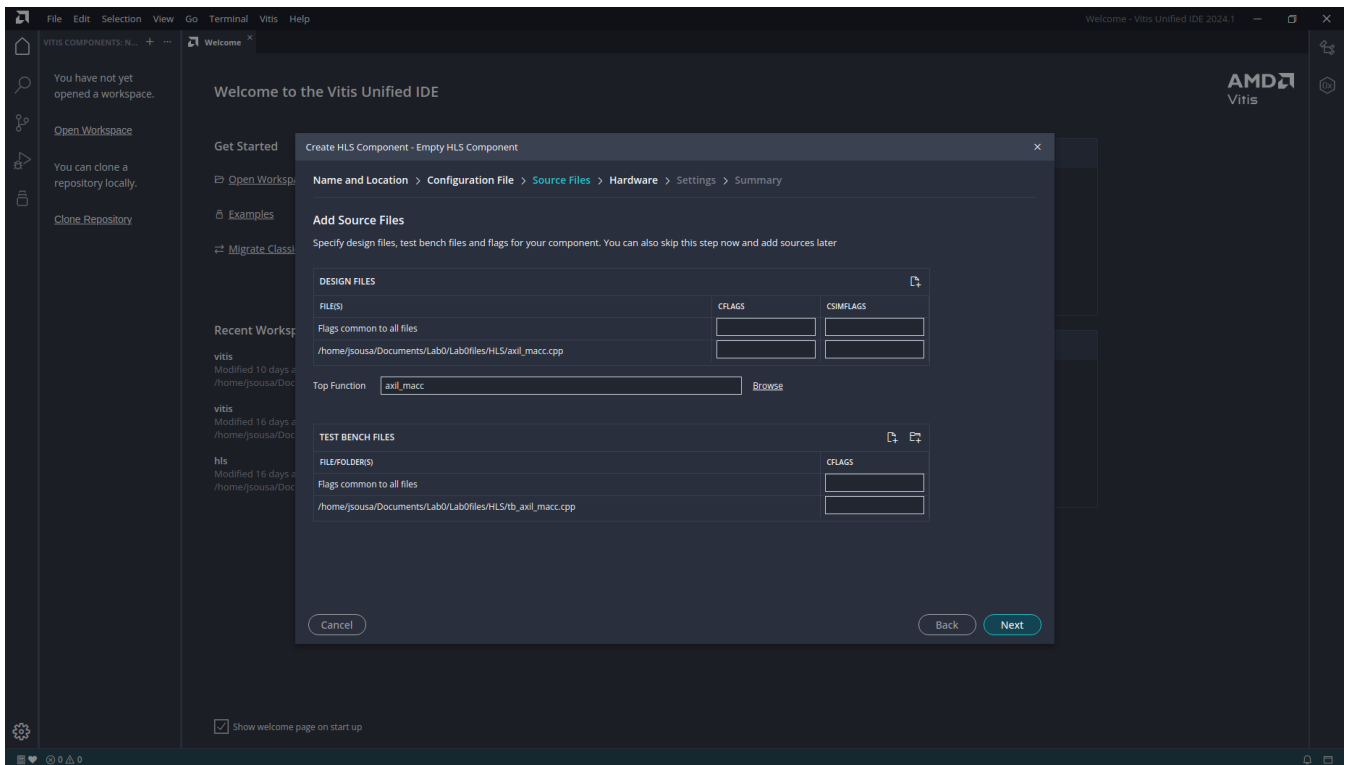 File Edit Selection View Go Terminal Vitis Help
Welcome - Vitis Unified IDE 2024.1
VITIS COMPONENTS: N...
Welcome
You have not yet
opened a workspace.
Open Workspace
You can clone a
repository locally.
Clone Repository
Welcome to the Vitis Unified IDE
AMD
Vitis
Get Started
Open Workspa
Examples
Migrate Classi
Recent Worksp
vitis
Modified 10 days a
/home/jsousa/Doc
vitis
Modified 16 days a
/home/jsousa/Doc
hls
Modified 16 days a
/home/jsousa/Doc
Create HLS Component - Empty HLS Component
Name and Location > Configuration File > Source Files > Hardware > Settings > Summary
Add Source Files
Specify design files, test bench files and flags for your component. You can also skip this step now and add sources later
DESIGN FILES
FILE(S) CFLAGS CSIMFLAGS
Flags common to all files
/home/jsousa/Documents/Lab0/Lab0files/HLS/axil_macc.cpp
Top Function axil_macc Browse
TEST BENCH FILES
FILE/FOLDER(S) CFLAGS
Flags common to all files
/home/jsousa/Documents/Lab0/Lab0files/HLS/tb_axil_macc.cpp
Cancel Back Next
Show welcome page on start up
0 0